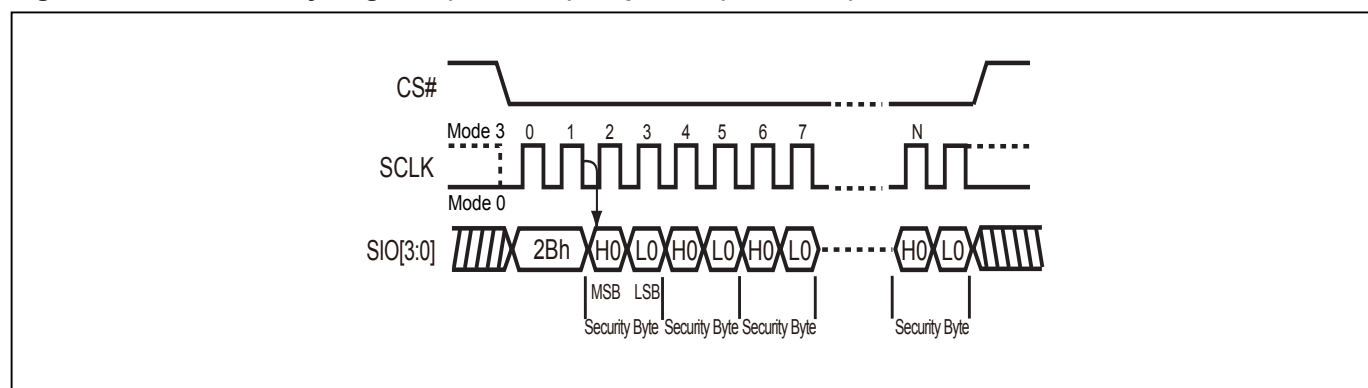 CS#
Mode 3 0 1 2 3 4 5 6 7 N
SCLK
Mode 0
SIO[3:0] 2Bh H0 L0 H0 L0 H0 L0 H0 L0
MSB LSB
Security Byte Security Byte Security Byte Security Byte